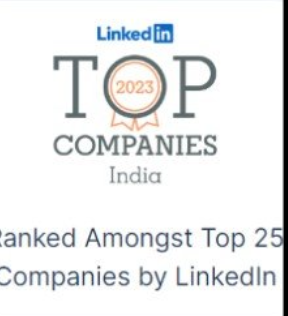 LinkedIn
TOP
2023
COMPANIES
India
Ranked Amongst Top 25
Companies by LinkedIn